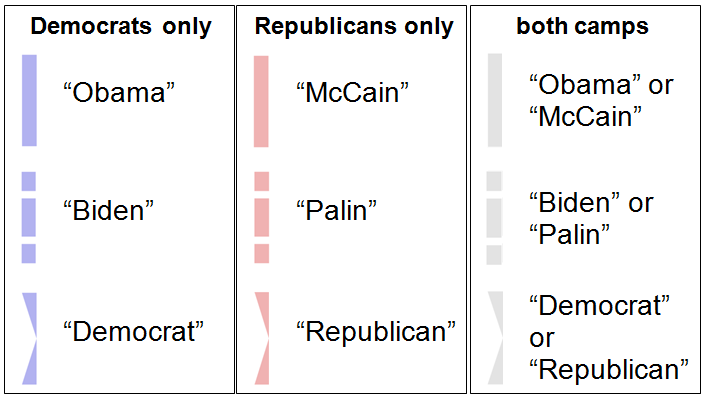 Democrats only
“Obama”
“Biden”
“Democrat”
Republicans only
“McCain”
“Palin”
“Republican”
both camps
“Obama” or
“McCain”
“Biden” or
“Palin”
“Democrat”
or
“Republican”